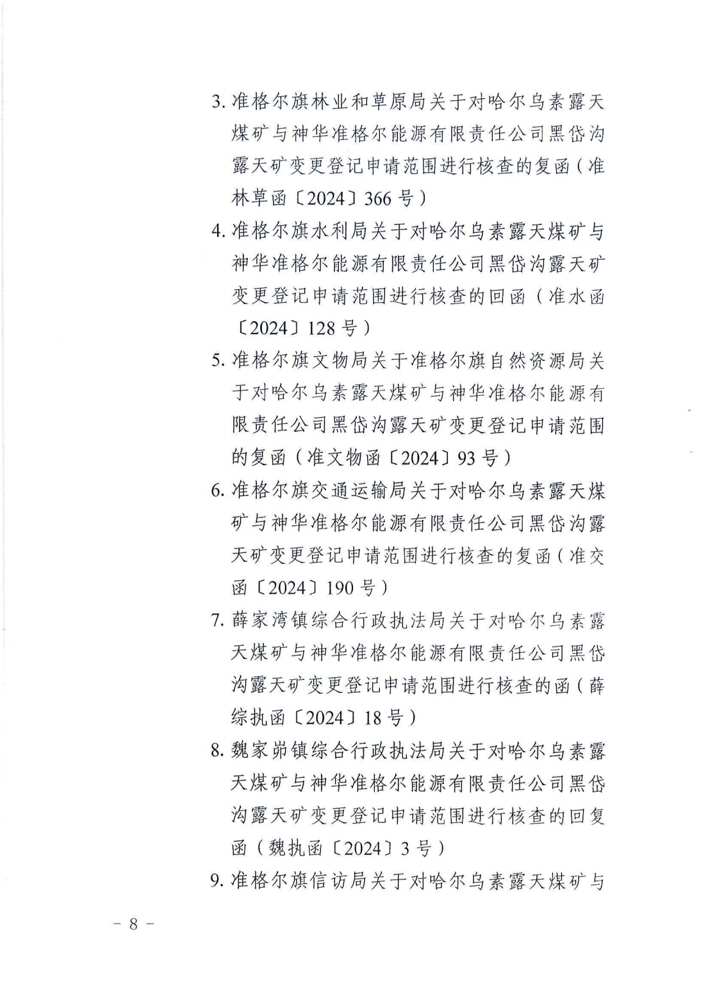 3. 准格尔旗林业和草原局关于对哈尔乌素露天
煤矿与神华准格尔能源有限责任公司黑岱沟
露天矿变更登记申请范围进行核查的复函（准
林草函〔2024〕366 号）
4. 准格尔旗水利局关于对哈尔乌素露天煤矿与
神华准格尔能源有限责任公司黑岱沟露天矿
变更登记申请范围进行核查的回函（准水函
〔2024〕128 号）
5. 准格尔旗文物局关于准格尔旗自然资源局关
于对哈尔乌素露天煤矿与神华准格尔能源有
限责任公司黑岱沟露天矿变更登记申请范围
的复函（准文物函〔2024〕93 号）
6. 准格尔旗交通运输局关于对哈尔乌素露天煤
矿与神华准格尔能源有限责任公司黑岱沟露
天矿变更登记申请范围进行核查的复函（准交
函〔2024〕190 号）
7. 薛家湾镇综合行政执法局关于对哈尔乌素露
天煤矿与神华准格尔能源有限责任公司黑岱
沟露天矿变更登记申请范围进行核查的函（薛
综执函〔2024〕18 号）
8. 魏家峁镇综合行政执法局关于对哈尔乌素露
天煤矿与神华准格尔能源有限责任公司黑岱
沟露天矿变更登记申请范围进行核查的回复
函（魏执函〔2024〕3 号）
9. 准格尔旗信访局关于对哈尔乌素露天煤矿与
－ 8 －